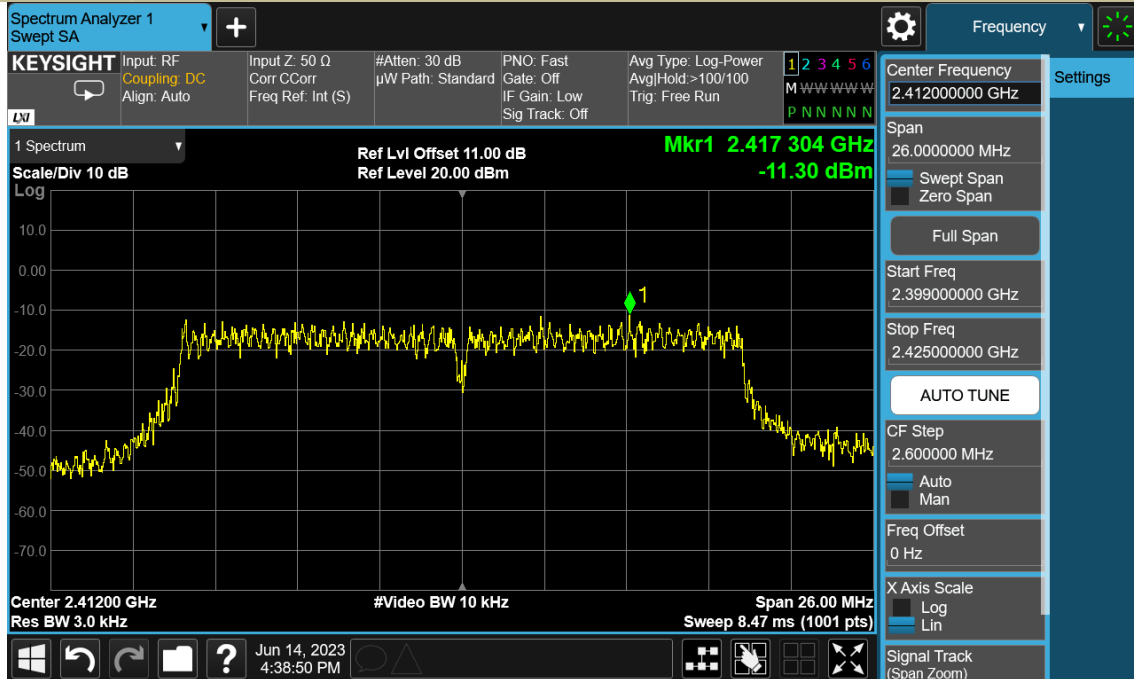 Spectrum Analyzer 1
Swept SA
+
Frequency
KEYSIGHT
LXI
Input: RF
Coupling: DC
Align: Auto
Input Z: 50 Ω
Corr CCorr
Freq Ref: Int (S)
#Atten: 30 dB
µW Path: Standard
PNO: Fast
Gate: Off
IF Gain: Low
Sig Track: Off
Avg Type: Log-Power
Avg|Hold:>100/100
Trig: Free Run
1 2 3 4 5 6
M W W W W W
P N N N N N
1 Spectrum
Scale/Div 10 dB
Log
Ref Lvl Offset 11.00 dB
Ref Level 20.00 dBm
Mkr1 2.417 304 GHz
-11.30 dBm
10.0
0.00
-10.0
-20.0
-30.0
-40.0
-50.0
-60.0
-70.0
1
Center 2.41200 GHz
Res BW 3.0 kHz
#Video BW 10 kHz
Span 26.00 MHz
Sweep 8.47 ms (1001 pts)
?
Jun 14, 2023
4:38:50 PM
Center Frequency
2.412000000 GHz
Span
26.0000000 MHz
Swept Span
Zero Span
Full Span
Start Freq
2.399000000 GHz
Stop Freq
2.425000000 GHz
AUTO TUNE
CF Step
2.600000 MHz
Auto
Man
Freq Offset
0 Hz
X Axis Scale
Log
Lin
Signal Track
(Span Zoom)
Settings